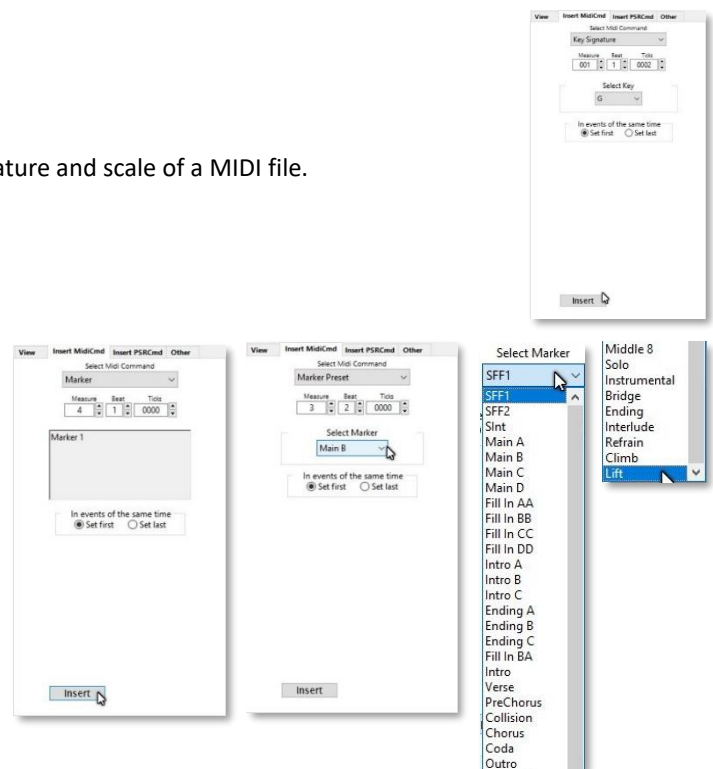 View Insert MidiCmd Insert PSRCmd Other
Select Midi Command
Key Signature
Measure Beat Ticks
001 1 0002
Select Key
G
In events of the same time
Set first Set last
Insert
ature and scale of a MIDI file.
View Insert MidiCmd Insert PSRCmd Other
Select Midi Command
Marker
Measure Beat Ticks
4 1 0000
Marker 1
In events of the same time
Set first Set last
Insert
View Insert MidiCmd Insert PSRCmd Other
Select Midi Command
Marker Preset
Measure Beat Ticks
3 2 0000
Select Marker
Main B
In events of the same time
Set first Set last
Insert
Select Marker
SFF1
SFF1
SFF2
SInt
Main A
Main B
Main C
Main D
Fill In AA
Fill In BB
Fill In CC
Fill In DD
Intro A
Intro B
Intro C
Ending A
Ending B
Ending C
Fill In BA
Intro
Verse
PreChorus
Collision
Chorus
Coda
Outro
Middle 8
Solo
Instrumental
Bridge
Ending
Interlude
Refrain
Climb
Lift